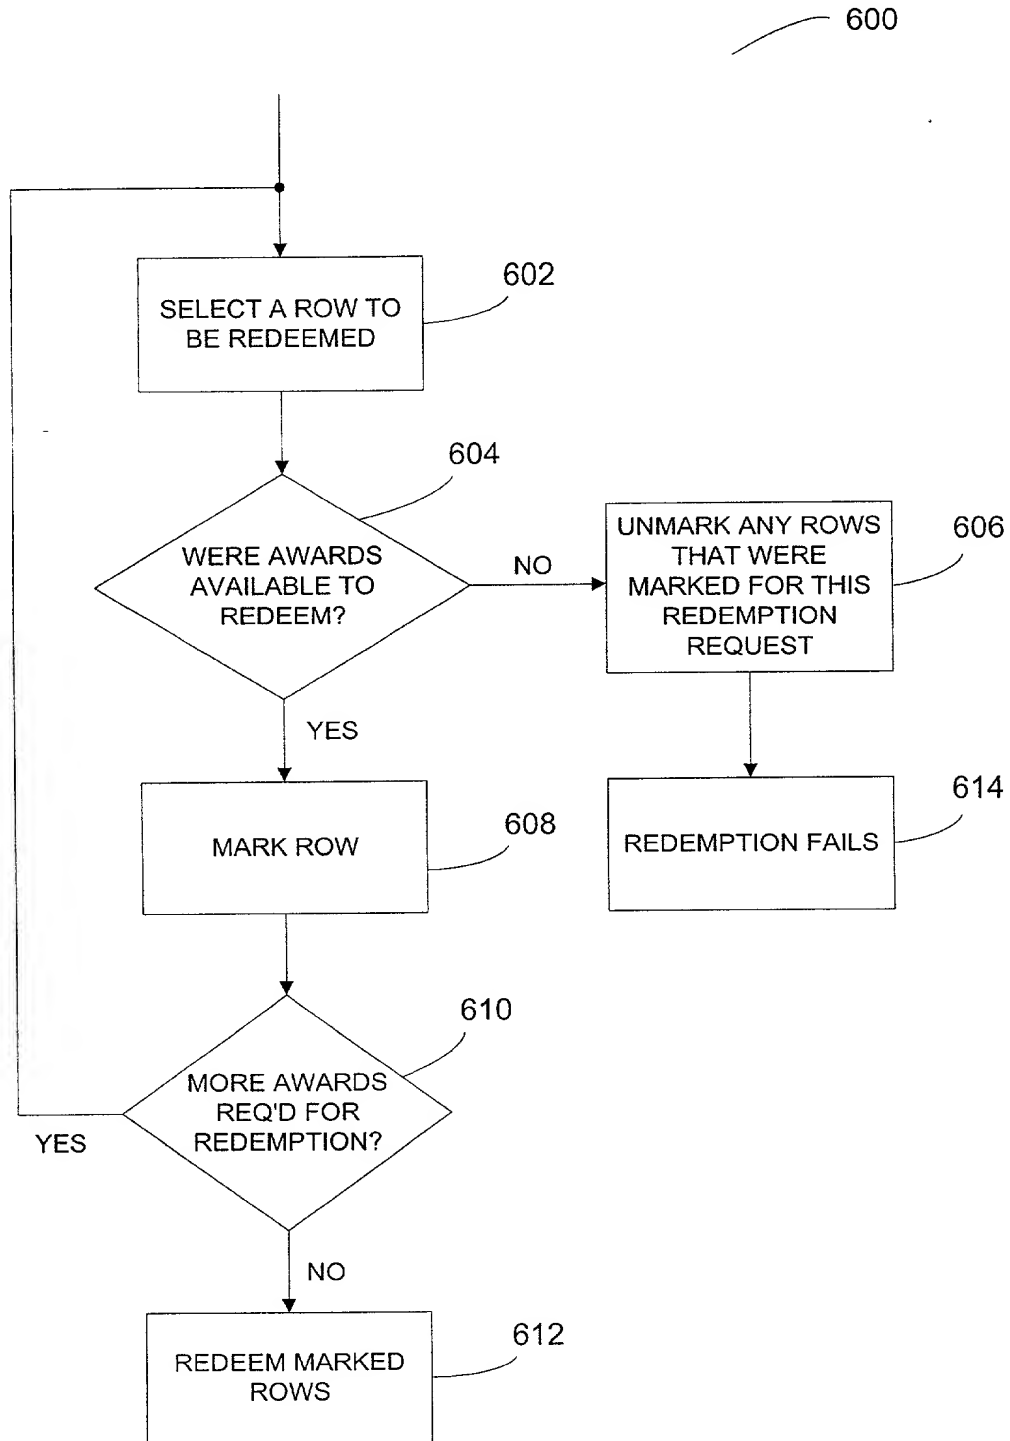 600
SELECT A ROW TO
BE REDEEMED
602
604
WERE AWARDS
AVAILABLE TO
REDEEM?
NO
UNMARK ANY ROWS
THAT WERE
MARKED FOR THIS
REDEMPTION
REQUEST
606
YES
MARK ROW
608
REDEMPTION FAILS
614
610
MORE AWARDS
REQ'D FOR
REDEMPTION?
YES
NO
REDEEM MARKED
ROWS
612